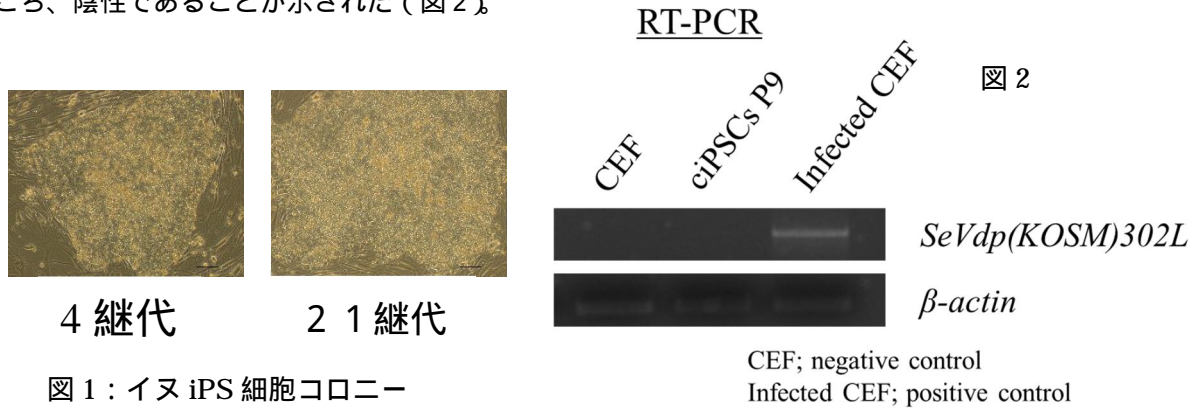 ころ、陰性であることが示された（図2）。
RT-PCR
図 2
CEF
ciPSCs P9
Infected CEF
SeVdp(KOSM)302L
β-actin
4 継代
２１継代
CEF; negative control
Infected CEF; positive control
図 1：イヌ iPS 細胞コロニー